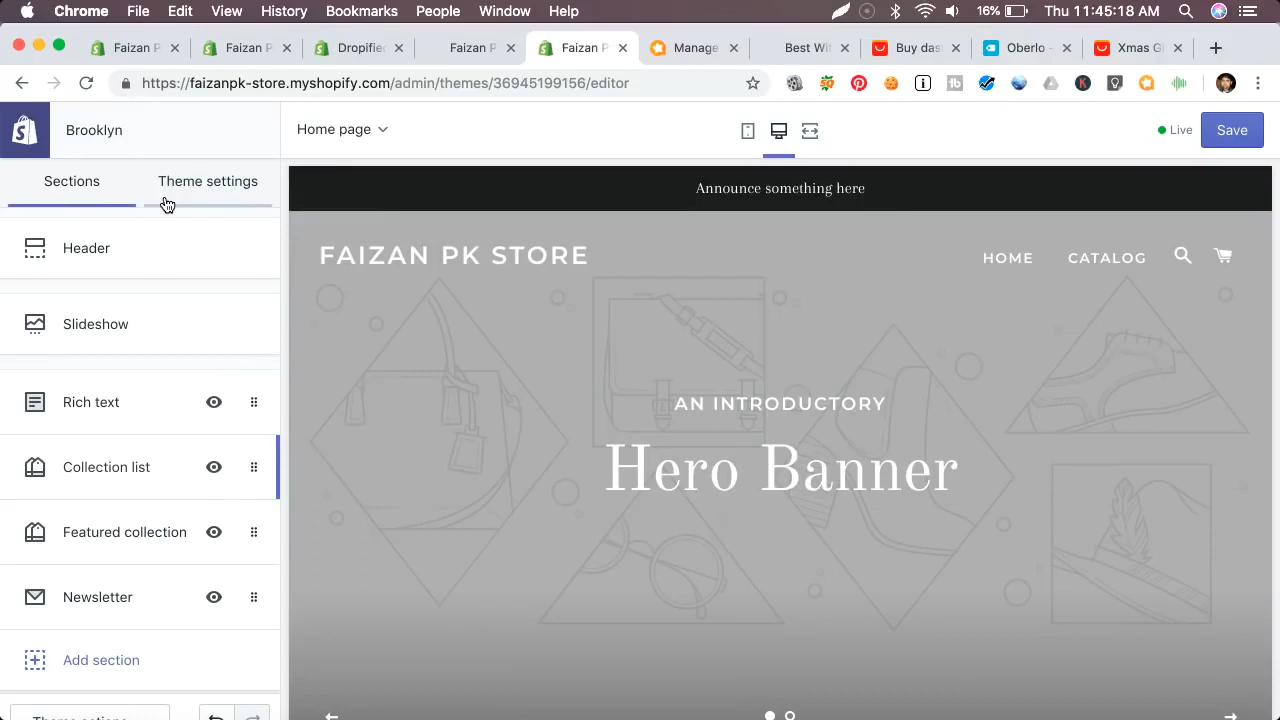 Chrome File Edit View History Bookmarks People Window Help 16% Thu 11:45:18 AM
Faizan P Faizan P Dropified Faizan P Faizan P Manage Best Wi Buy das Oberlo - Xmas G
https://faizanpk-store.myshopify.com/admin/themes/36945199156/editor
Brooklyn
Home page
Live
Save
Sections Theme settings
Header
Slideshow
Rich text
Collection list
Featured collection
Newsletter
Add section
Theme actions
Announce something here
FAIZAN PK STORE
HOME CATALOG
AN INTRODUCTORY
Hero Banner